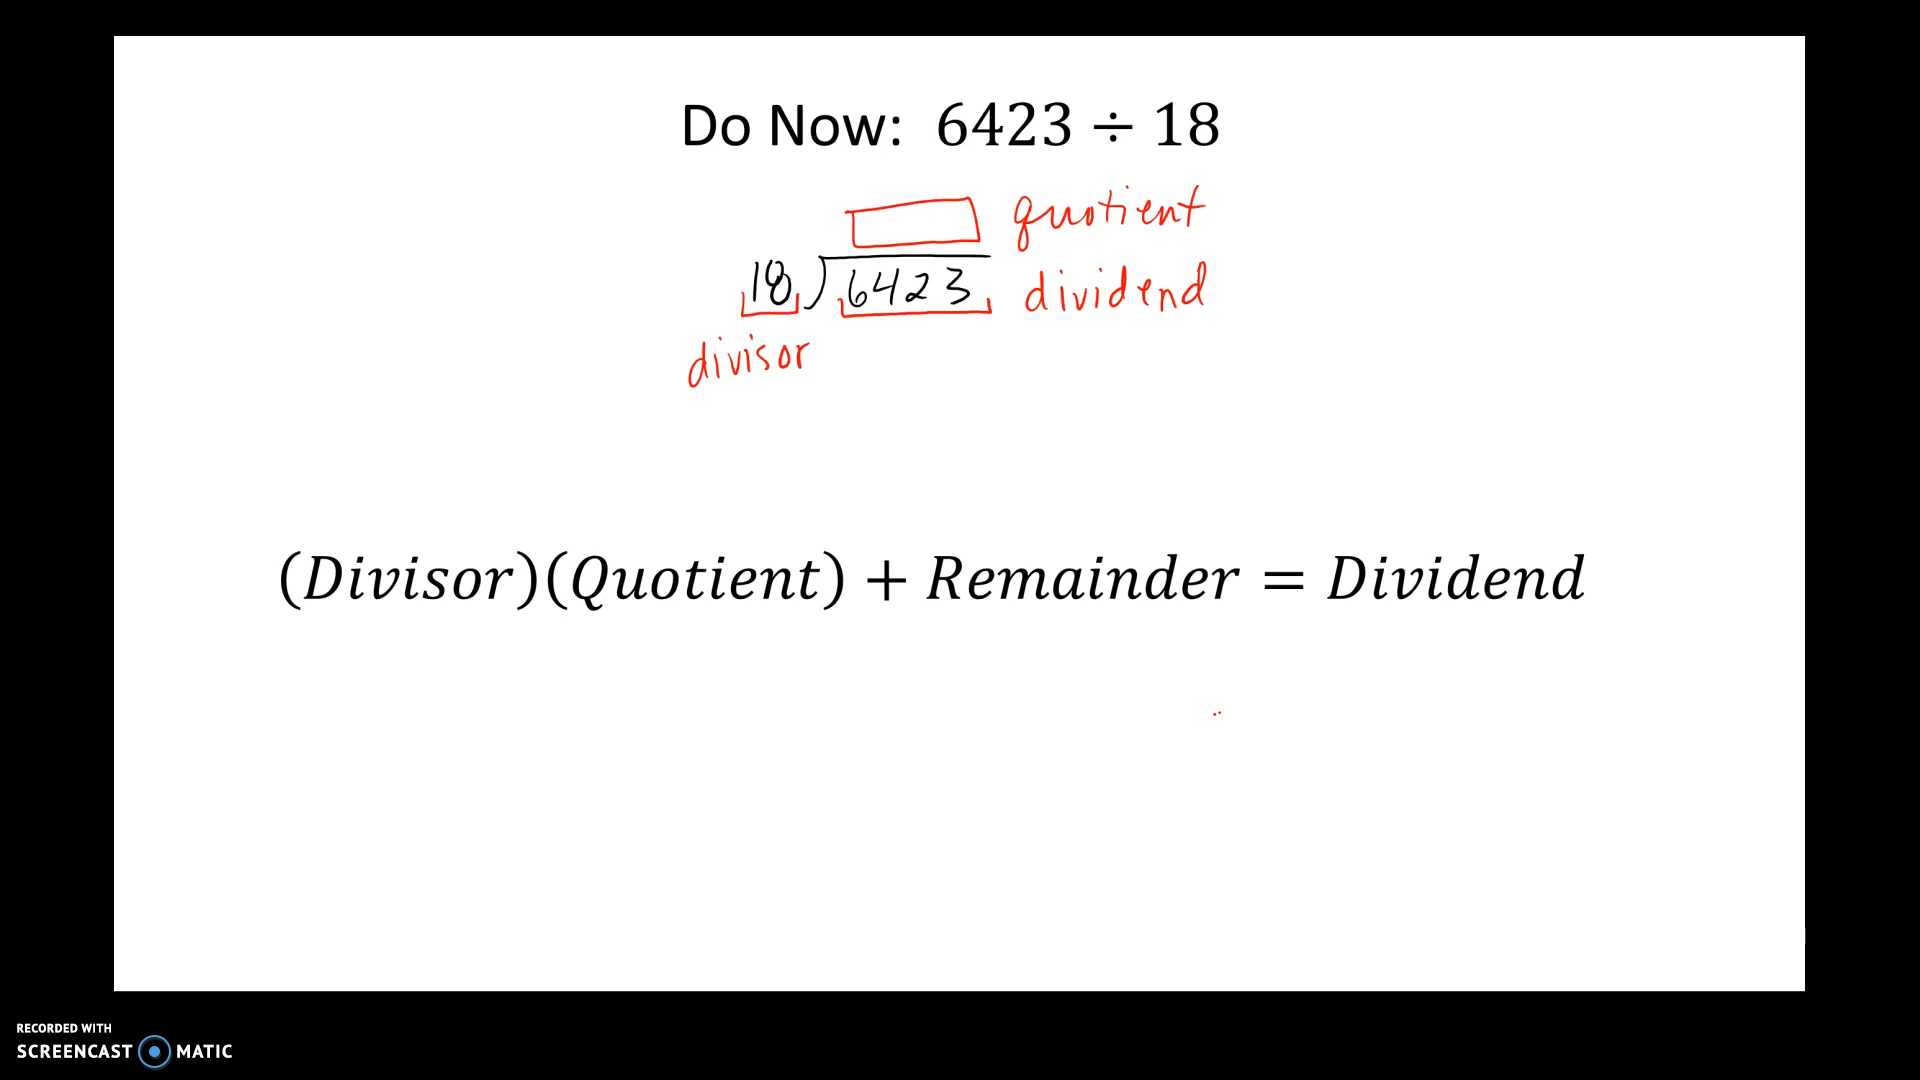 Do Now: 6423 ÷ 18
quotient
18 6423 dividend
divisor
(Divisor)(Quotient) + Remainder = Dividend
RECORDED WITH
SCREENCAST MATIC